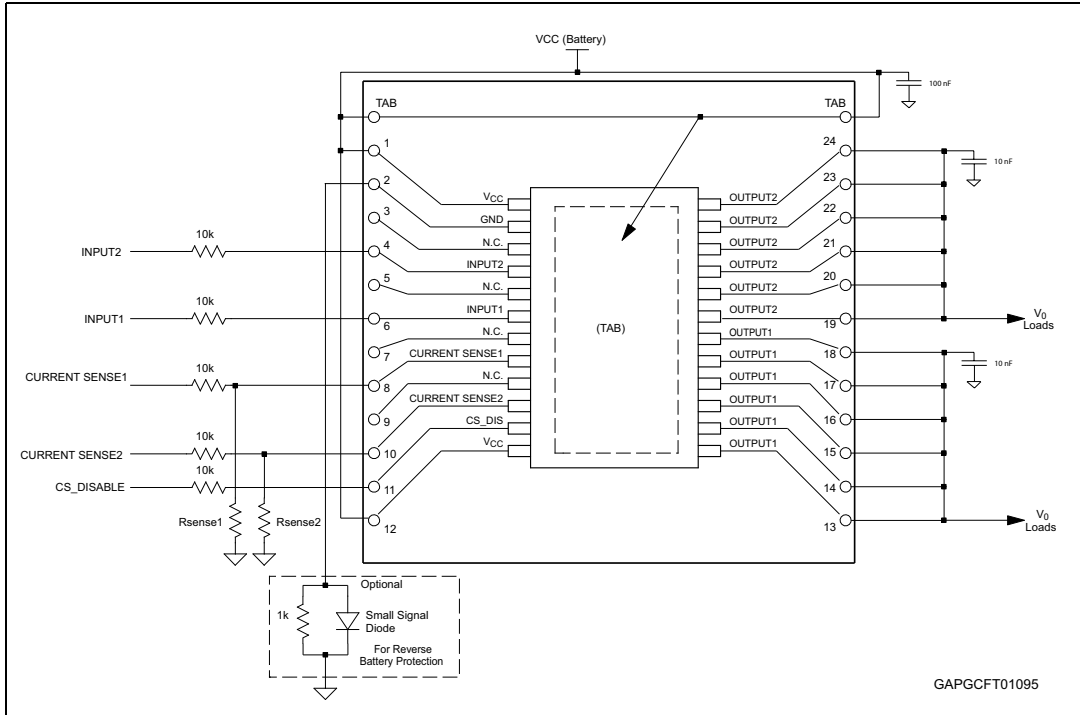 VCC (Battery)
100 nF
TAB
TAB
1
24
10 nF
2
23
VCC
OUTPUT2
3
22
GND
OUTPUT2
INPUT2
10k
4
N.C.
OUTPUT2
21
INPUT2
OUTPUT2
5
20
N.C.
OUTPUT2
INPUT1
10k
6
INPUT1
OUTPUT2
19
V0
Loads
(TAB)
7
N.C.
OUTPUT1
18
10 nF
CURRENT SENSE1
10k
8
CURRENT SENSE1
OUTPUT1
17
9
N.C.
OUTPUT1
16
CURRENT SENSE2
10k
10
CURRENT SENSE2
OUTPUT1
15
CS_DISABLE
10k
11
CS_DIS
OUTPUT1
14
VCC
OUTPUT1
Rsense1
Rsense2
12
13
V0
Loads
Optional
1k
Small Signal
Diode
For Reverse
Battery Protection
GAPGCFT01095